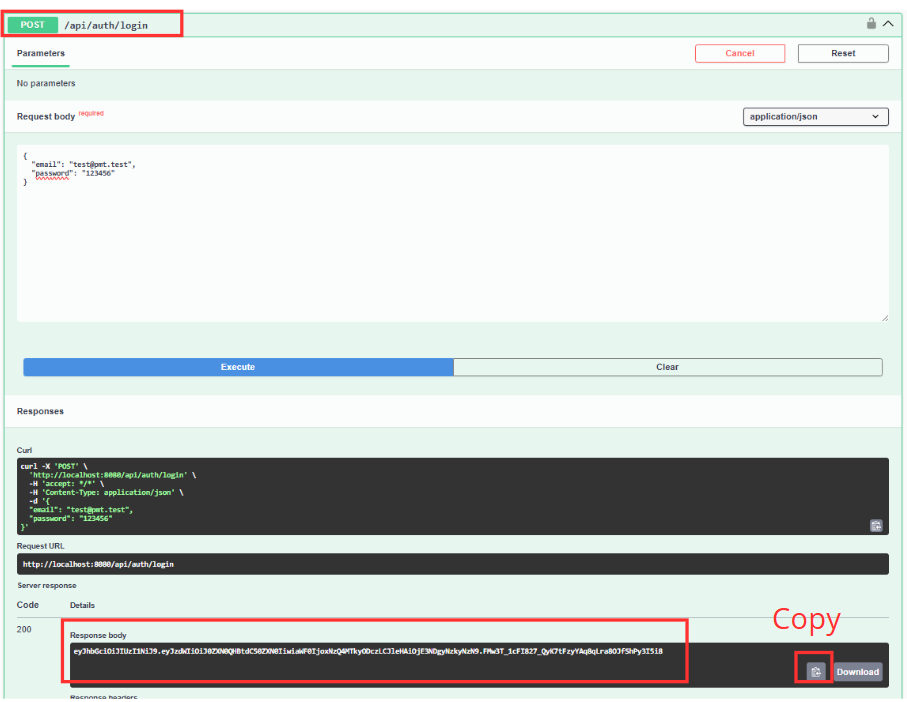 POST /api/auth/login
Parameters
Cancel
Reset
No parameters
Request body required
application/json
{
"email": "test@pmt.test",
"password": "123456"
}
Execute
Clear
Responses
Curl
curl -X 'POST' \
'http://localhost:8080/api/auth/login' \
-H 'accept: */*' \
-H 'Content-Type: application/json' \
-d '{
"email": "test@pmt.test",
"password": "123456"
}'
Request URL
http://localhost:8080/api/auth/login
Server response
Code
Details
Copy
200
Response body
Download
Response headers